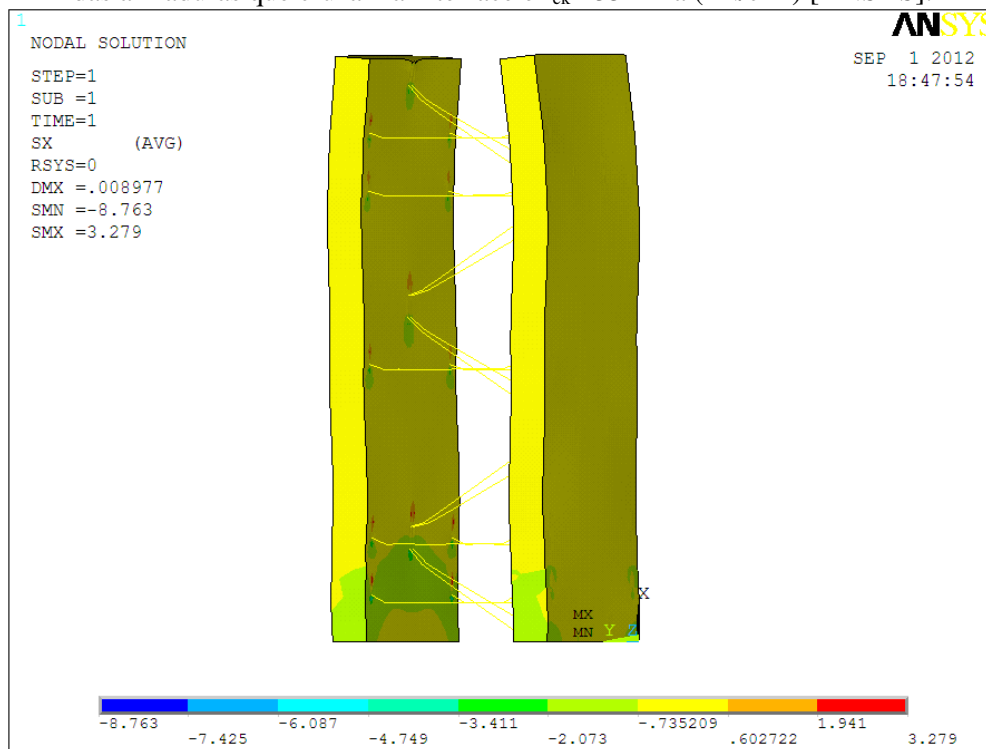 1
ANSYS
NODAL SOLUTION
SEP 1 2012
18:47:54
STEP=1
SUB =1
TIME=1
SX (AVG)
RSYS=0
DMX =.008977
SMN =-8.763
SMX =3.279
X
MX
MN Y Z
-8.763 -6.087 -3.411 -.735209 1.941
-7.425 -4.749 -2.073 .602722 3.279